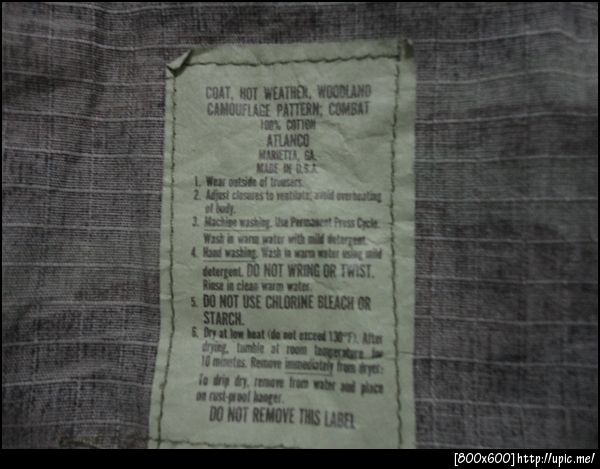 COAT, HOT WEATHER, WOODLAND
CAMOUFLAGE PATTERN; COMBAT
100% COTTON
ATLANCO
MARIETTA, GA.
MADE IN U.S.A.
1. Wear outside of trousers.
2. Adjust closures to ventilate; avoid overheating
of body.
3. Machine washing. Use Permanent Press Cycle.
Wash in warm water with mild detergent.
4. Hand washing. Wash in warm water using mild
detergent. DO NOT WRING OR TWIST.
Rinse in clean warm water.
5. DO NOT USE CHLORINE BLEACH OR
STARCH.
6. Dry at low heat (do not exceed 130°F). After
drying, tumble at room temperature for
10 minutes. Remove immediately from dryer.
To drip dry, remove from water and place
on rust-proof hanger.
DO NOT REMOVE THIS LABEL
[800x600]http://upic.me/